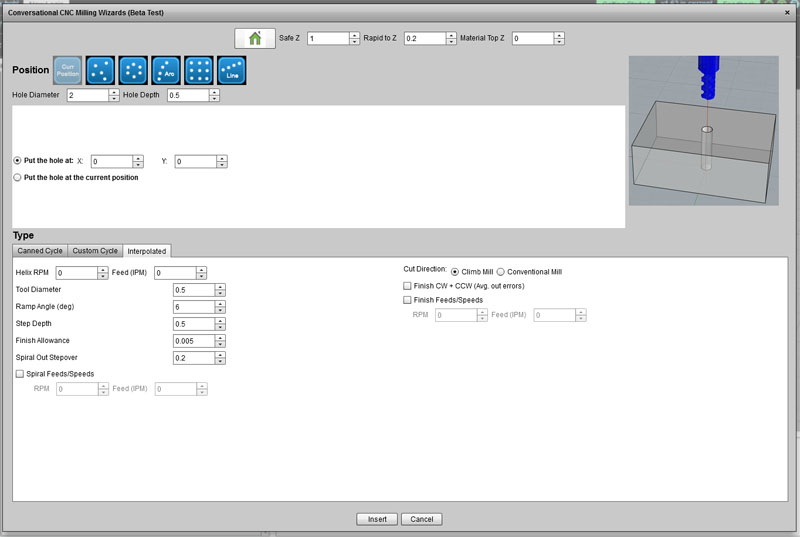 Conversational CNC Milling Wizards (Beta Test)
Safe Z 1 Rapid to Z 0.2 Material Top Z 0
Position Curr Position Arc Line
Hole Diameter 2 Hole Depth 0.5
Put the hole at: X: 0 Y: 0
Put the hole at the current position
Type
Canned Cycle Custom Cycle Interpolated
Helix RPM 0 Feed (IPM) 0
Tool Diameter 0.5
Ramp Angle (deg) 6
Step Depth 0.5
Finish Allowance 0.005
Spiral Out Stepover 0.2
Spiral Feeds/Speeds
RPM 0 Feed (IPM) 0
Cut Direction: Climb Mill Conventional Mill
Finish CW + CCW (Avg. out errors)
Finish Feeds/Speeds
RPM 0 Feed (IPM) 0
Insert Cancel